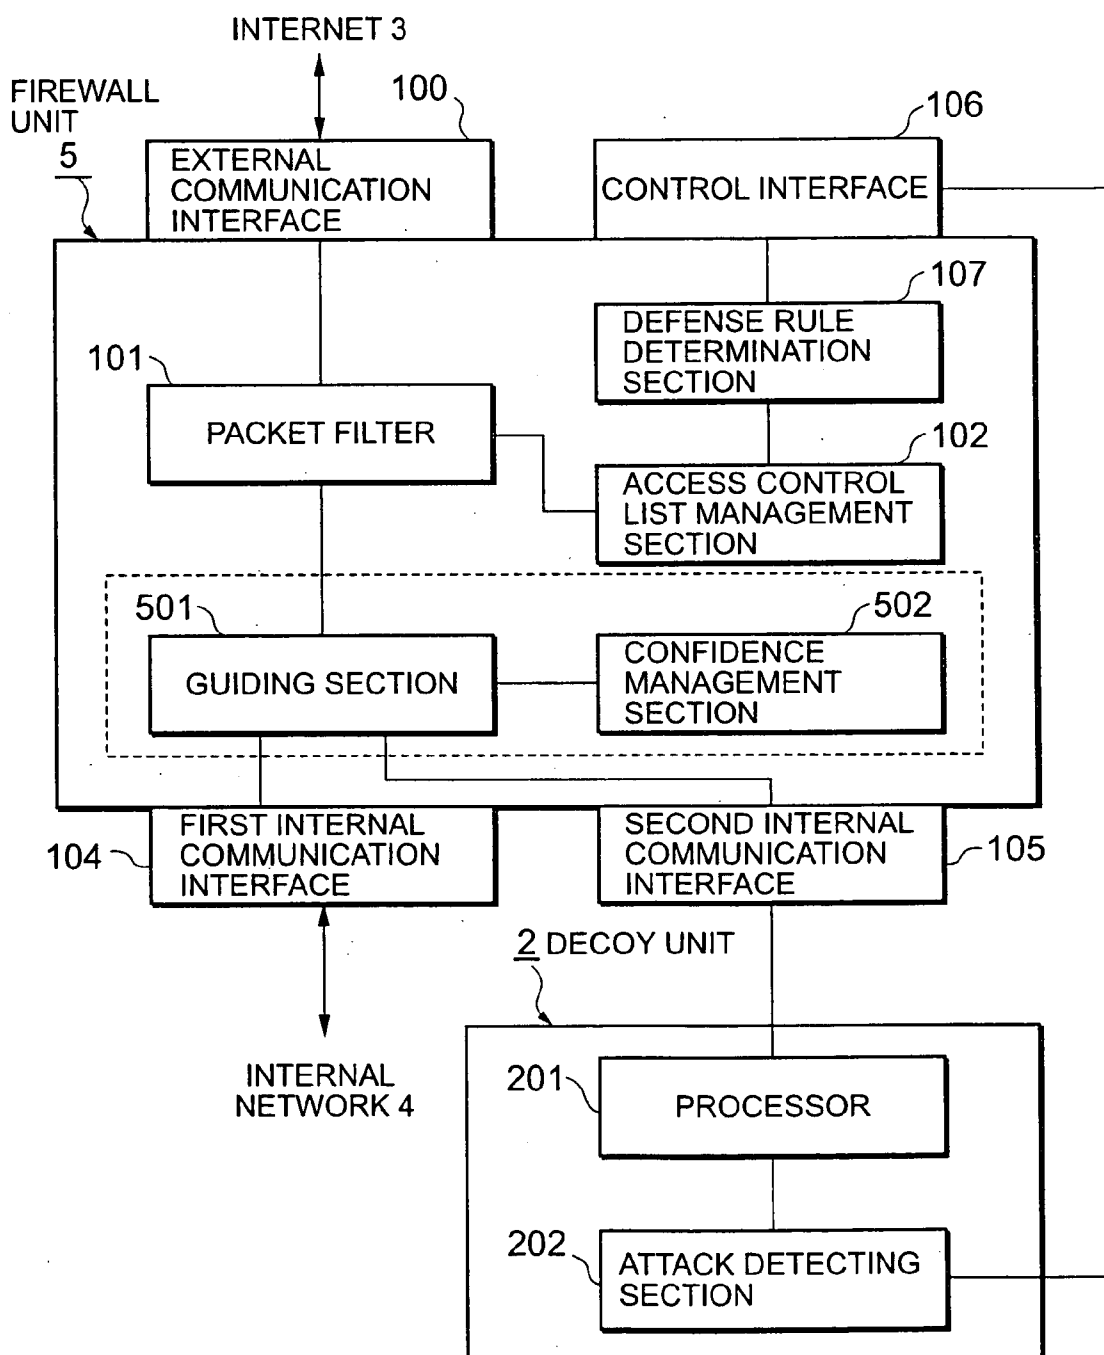 INTERNET 3
FIREWALL
UNIT
5
100
106
EXTERNAL
COMMUNICATION
INTERFACE
CONTROL INTERFACE
107
DEFENSE RULE
DETERMINATION
SECTION
101
PACKET FILTER
102
ACCESS CONTROL
LIST MANAGEMENT
SECTION
501
GUIDING SECTION
502
CONFIDENCE
MANAGEMENT
SECTION
104
FIRST INTERNAL
COMMUNICATION
INTERFACE
SECOND INTERNAL
COMMUNICATION
INTERFACE
105
2 DECOY UNIT
INTERNAL
NETWORK 4
201
PROCESSOR
202
ATTACK DETECTING
SECTION